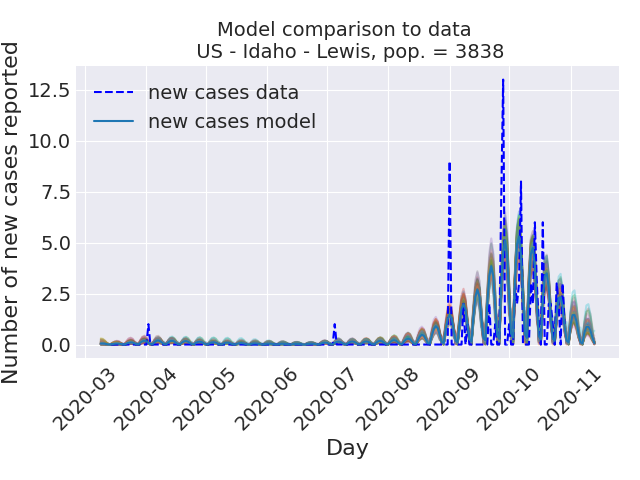 Model comparison to data
US - Idaho - Lewis, pop. = 3838
Number of new cases reported
12.5
10.0
7.5
5.0
2.5
0.0
new cases data
new cases model
2020-03
2020-04
2020-05
2020-06
2020-07
2020-08
2020-09
2020-10
2020-11
Day